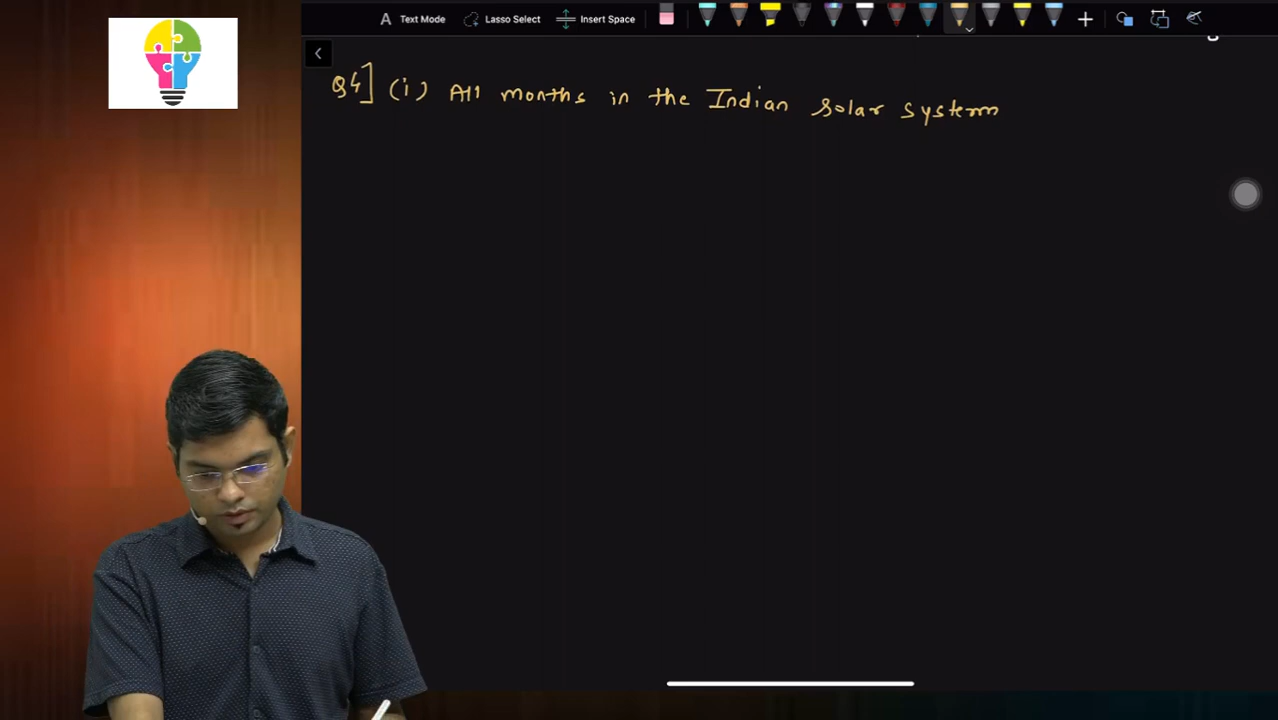 Text Mode
Lasso Select
Insert Space
Q4] (i) All months in the Indian Solar system